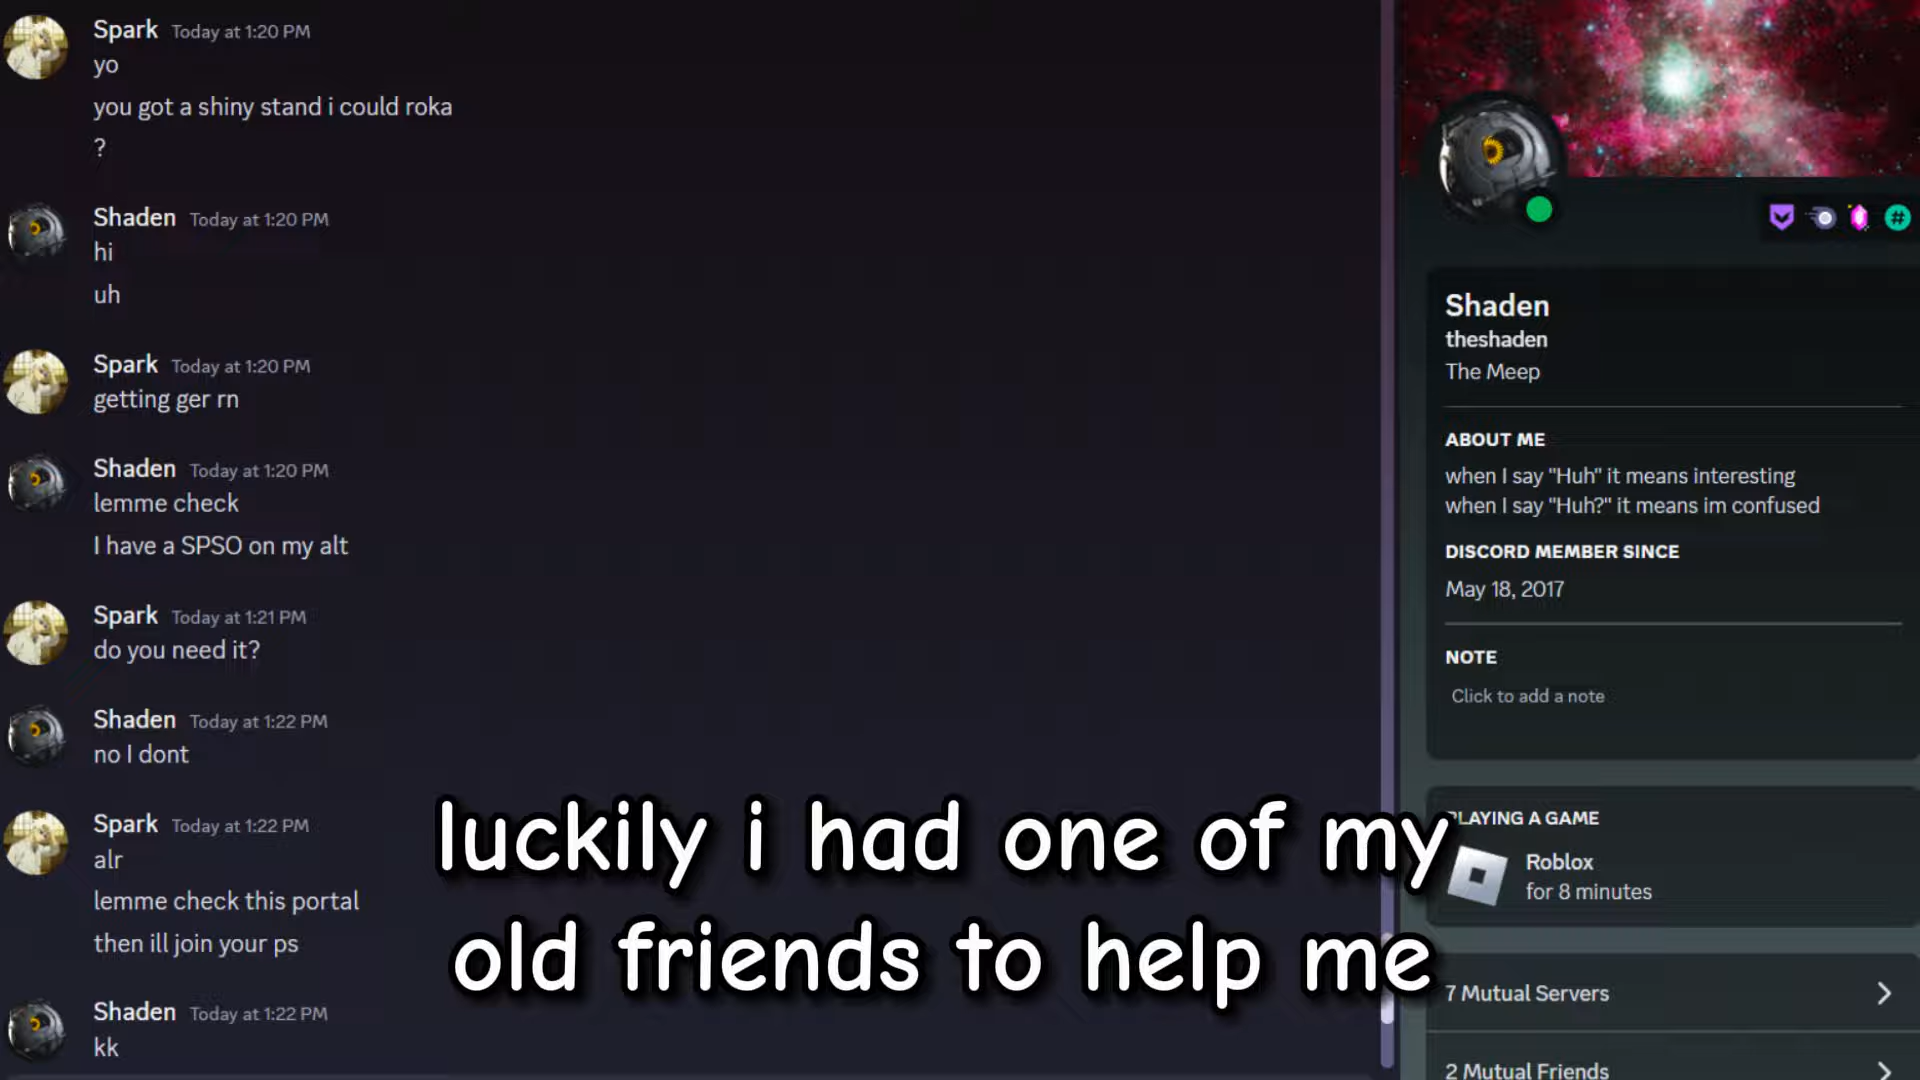 Spark Today at 1:20 PM
yo
you got a shiny stand i could roka
?
Shaden Today at 1:20 PM
hi
uh
Spark Today at 1:20 PM
getting ger rn
Shaden Today at 1:20 PM
lemme check
I have a SPSO on my alt
Spark Today at 1:21 PM
do you need it?
Shaden Today at 1:22 PM
no I dont
Spark Today at 1:22 PM
alr
lemme check this portal
then ill join your ps
Shaden Today at 1:22 PM
kk
luckily i had one of my
old friends to help me
#
Shaden
theshaden
The Meep
ABOUT ME
when I say "Huh" it means interesting
when I say "Huh?" it means im confused
DISCORD MEMBER SINCE
May 18, 2017
NOTE
Click to add a note
PLAYING A GAME
Roblox
for 8 minutes
7 Mutual Servers
2 Mutual Friends